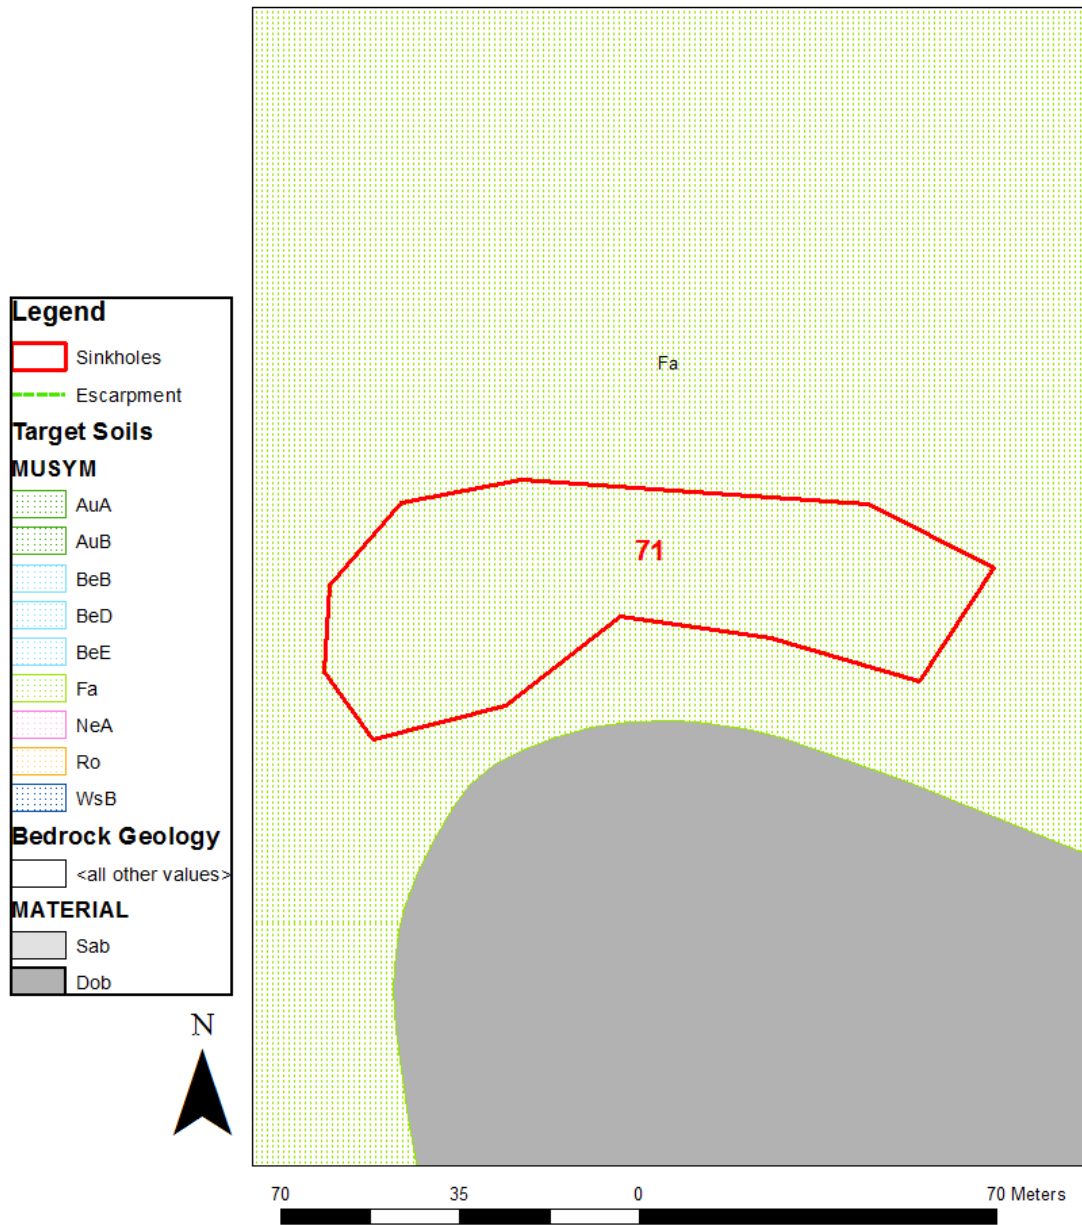 Fa
71
Legend
Sinkholes
Escarpment
Target Soils
MUSYM
AuA
AuB
BeB
BeD
BeE
Fa
NeA
Ro
WsB
Bedrock Geology
<all other values>
MATERIAL
Sab
Dob
N
70 35 0 70 Meters